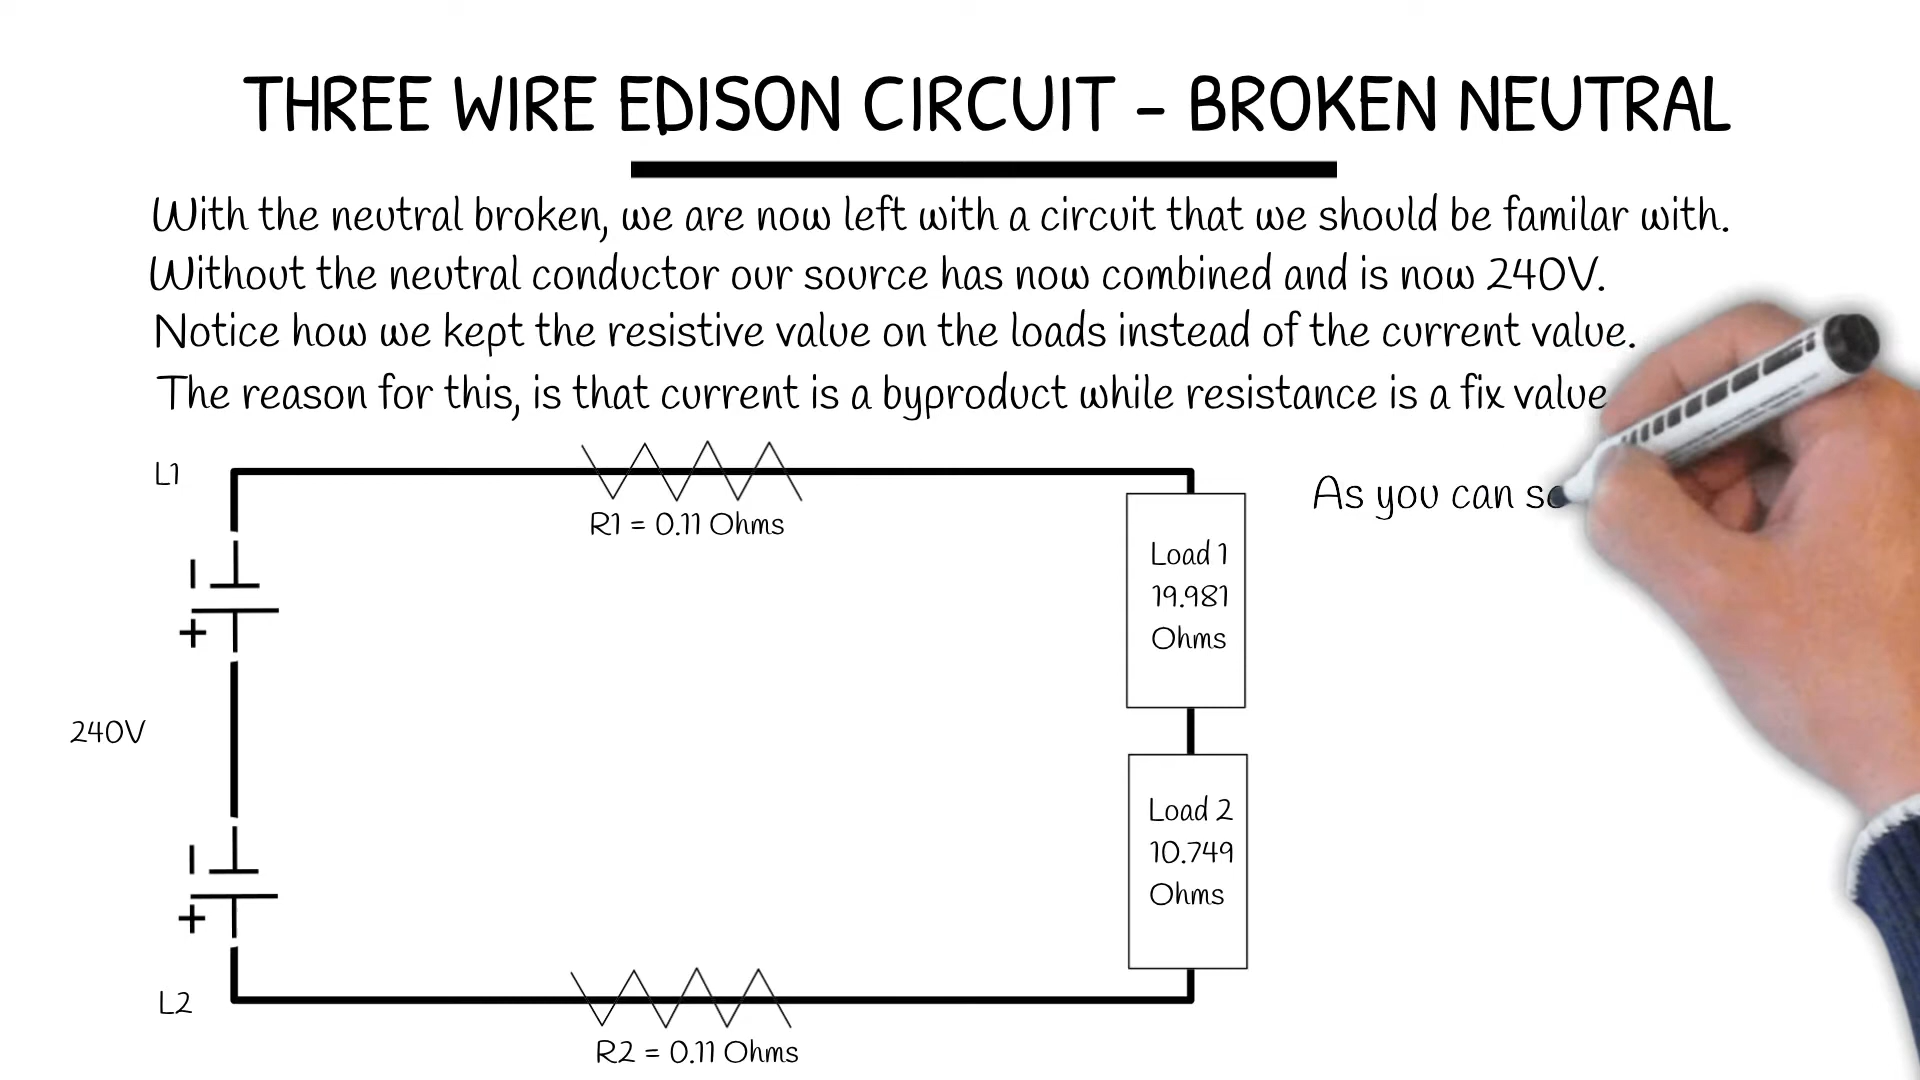 THREE WIRE EDISON CIRCUIT - BROKEN NEUTRAL
With the neutral broken, we are now left with a circuit that we should be familar with.
Without the neutral conductor our source has now combined and is now 240V.
Notice how we kept the resistive value on the loads instead of the current value.
The reason for this, is that current is a byproduct while resistance is a fix value
L1
R1 = 0.11 Ohms
As you can s
Load 1
19.981
Ohms
+
240V
Load 2
10.749
Ohms
+
L2
R2 = 0.11 Ohms